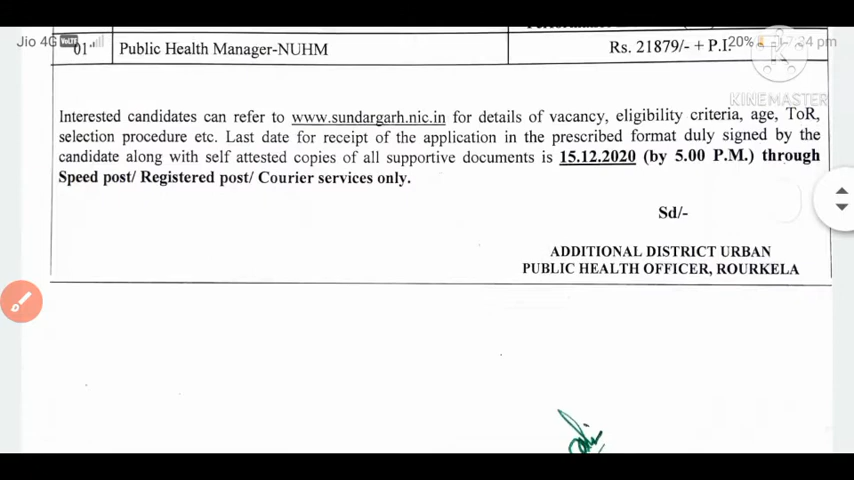 Jio 4G VoLTE 20% 7:24 pm
01 Public Health Manager-NUHM Rs. 21879/- + P.I.
KINEMASTER
Interested candidates can refer to www.sundargarh.nic.in for details of vacancy, eligibility criteria, age, ToR,
selection procedure etc. Last date for receipt of the application in the prescribed format duly signed by the
candidate along with self attested copies of all supportive documents is 15.12.2020 (by 5.00 P.M.) through
Speed post/ Registered post/ Courier services only.
Sd/-
ADDITIONAL DISTRICT URBAN
PUBLIC HEALTH OFFICER, ROURKELA